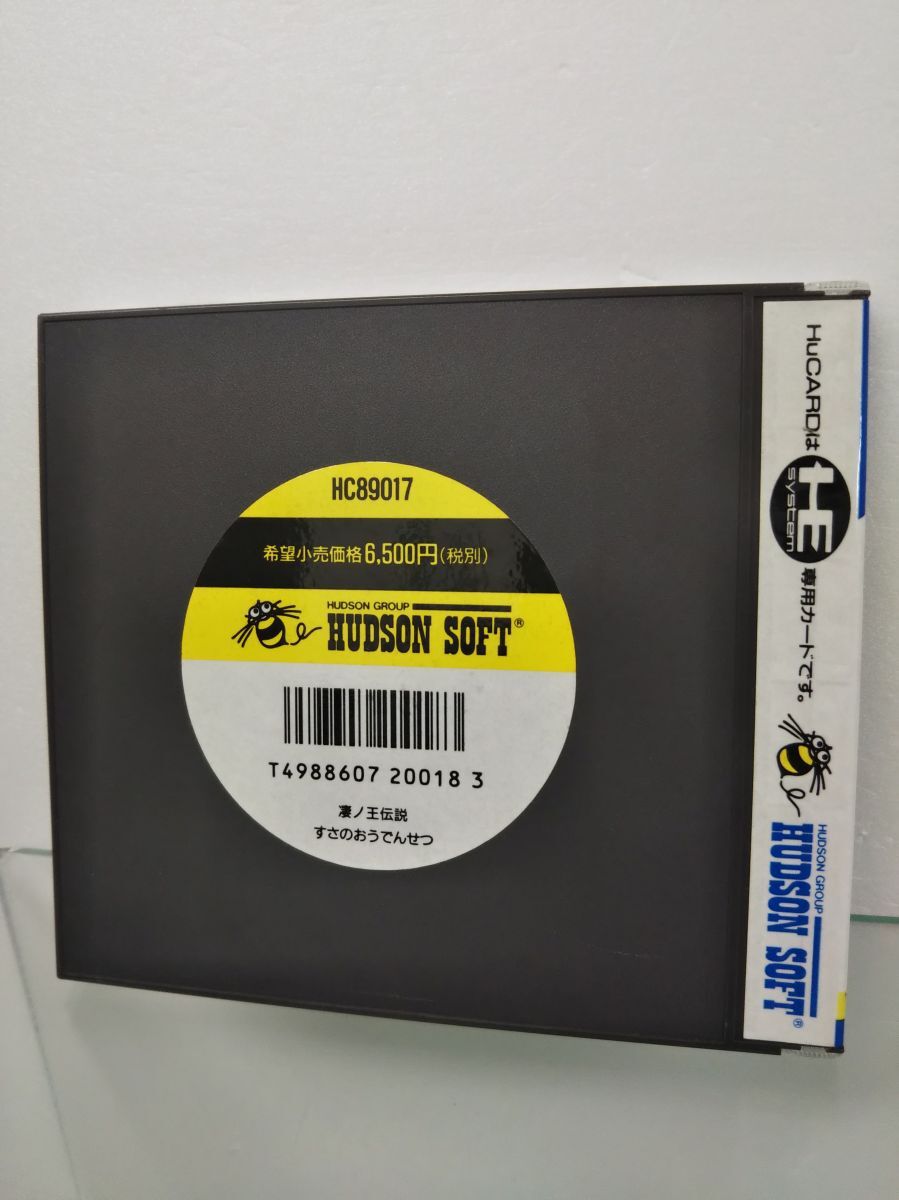 HC89017
希望小売価格6,500円(税別)
HUDSON GROUP
HUDSON SOFT®
T4988607 20018 3
凄ノ王伝説
すさのおうでんせつ
HuCARDは HE system 専用カードです。
HUDSON GROUP
HUDSON SOFT®